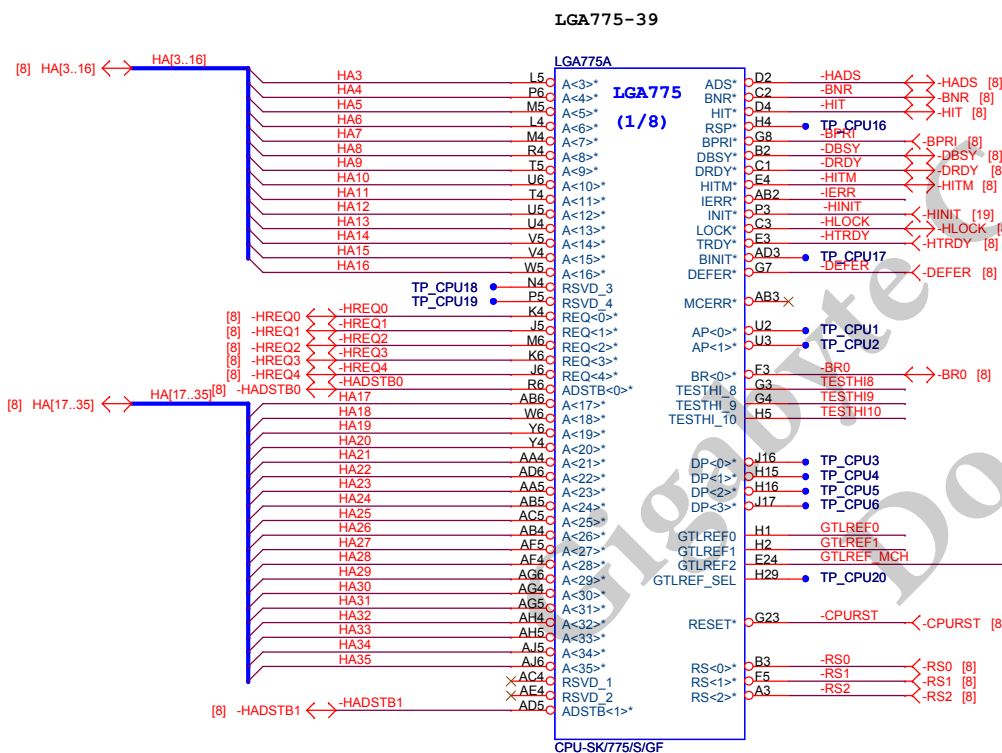 LGA775-39
LGA775A
LGA775
(1/8)
[8] HA[3..16] HA[3..16]
HA3 L5 A<3>*
HA4 P6 A<4>*
HA5 M5 A<5>*
HA6 L4 A<6>*
HA7 M4 A<7>*
HA8 R4 A<8>*
HA9 T5 A<9>*
HA10 U6 A<10>*
HA11 T4 A<11>*
HA12 U5 A<12>*
HA13 U4 A<13>*
HA14 V5 A<14>*
HA15 V4 A<15>*
HA16 W5 A<16>*
TP_CPU18 N4 RSVD_3
TP_CPU19 P5 RSVD_4
[8] -HREQ0 -HREQ0 K4 REQ<0>*
[8] -HREQ1 -HREQ1 J5 REQ<1>*
[8] -HREQ2 -HREQ2 M6 REQ<2>*
[8] -HREQ3 -HREQ3 K6 REQ<3>*
[8] -HREQ4 -HREQ4 J6 REQ<4>*
[8] -HADSTB0 -HADSTB0 R6 ADSTB<0>*
[8] HA[17..35] HA[17..35]
HA17 AB6 A<17>*
HA18 W6 A<18>*
HA19 Y6 A<19>*
HA20 Y4 A<20>*
HA21 AA4 A<21>*
HA22 AD6 A<22>*
HA23 AA5 A<23>*
HA24 AB5 A<24>*
HA25 AC5 A<25>*
HA26 AB4 A<26>*
HA27 AF5 A<27>*
HA28 AF4 A<28>*
HA29 AG6 A<29>*
HA30 AG4 A<30>*
HA31 AG5 A<31>*
HA32 AH4 A<32>*
HA33 AH5 A<33>*
HA34 AJ5 A<34>*
HA35 AJ6 A<35>*
AC4 RSVD_1
AE4 RSVD_2
[8] -HADSTB1 -HADSTB1 AD5 ADSTB<1>*
ADS* D2 -HADS -HADS [8]
BNR* C2 -BNR -BNR [8]
HIT* D4 -HIT -HIT [8]
RSP* H4 TP_CPU16
BPRI* G8 -BPRI -BPRI [8]
DBSY* B2 -DBSY -DBSY [8]
DRDY* C1 -DRDY -DRDY [8]
HITM* E4 -HITM -HITM [8]
IERR* AB2 -IERR
INIT* P3 -HINIT -HINIT [19]
LOCK* C3 -HLOCK -HLOCK [8
TRDY* E3 -HTRDY -HTRDY [8]
BINIT* AD3 TP_CPU17
DEFER* G7 -DEFER -DEFER [8]
MCERR* AB3
AP<0>* U2 TP_CPU1
AP<1>* U3 TP_CPU2
BR<0>* F3 -BR0 -BR0 [8]
TESTHI_8 G3 TESTHI8
TESTHI_9 G4 TESTHI9
TESTHI_10 H5 TESTHI10
DP<0>* J16 TP_CPU3
DP<1>* H15 TP_CPU4
DP<2>* H16 TP_CPU5
DP<3>* J17 TP_CPU6
GTLREF0 H1 GTLREF0
GTLREF1 H2 GTLREF1
GTLREF2 E24 GTLREF_MCH
GTLREF_SEL H29 TP_CPU20
RESET* G23 -CPURST -CPURST [8
RS<0>* B3 -RS0 -RS0 [8]
RS<1>* F5 -RS1 -RS1 [8]
RS<2>* A3 -RS2 -RS2 [8]
CPU-SK/775/S/GF
Gigabyte C
Do